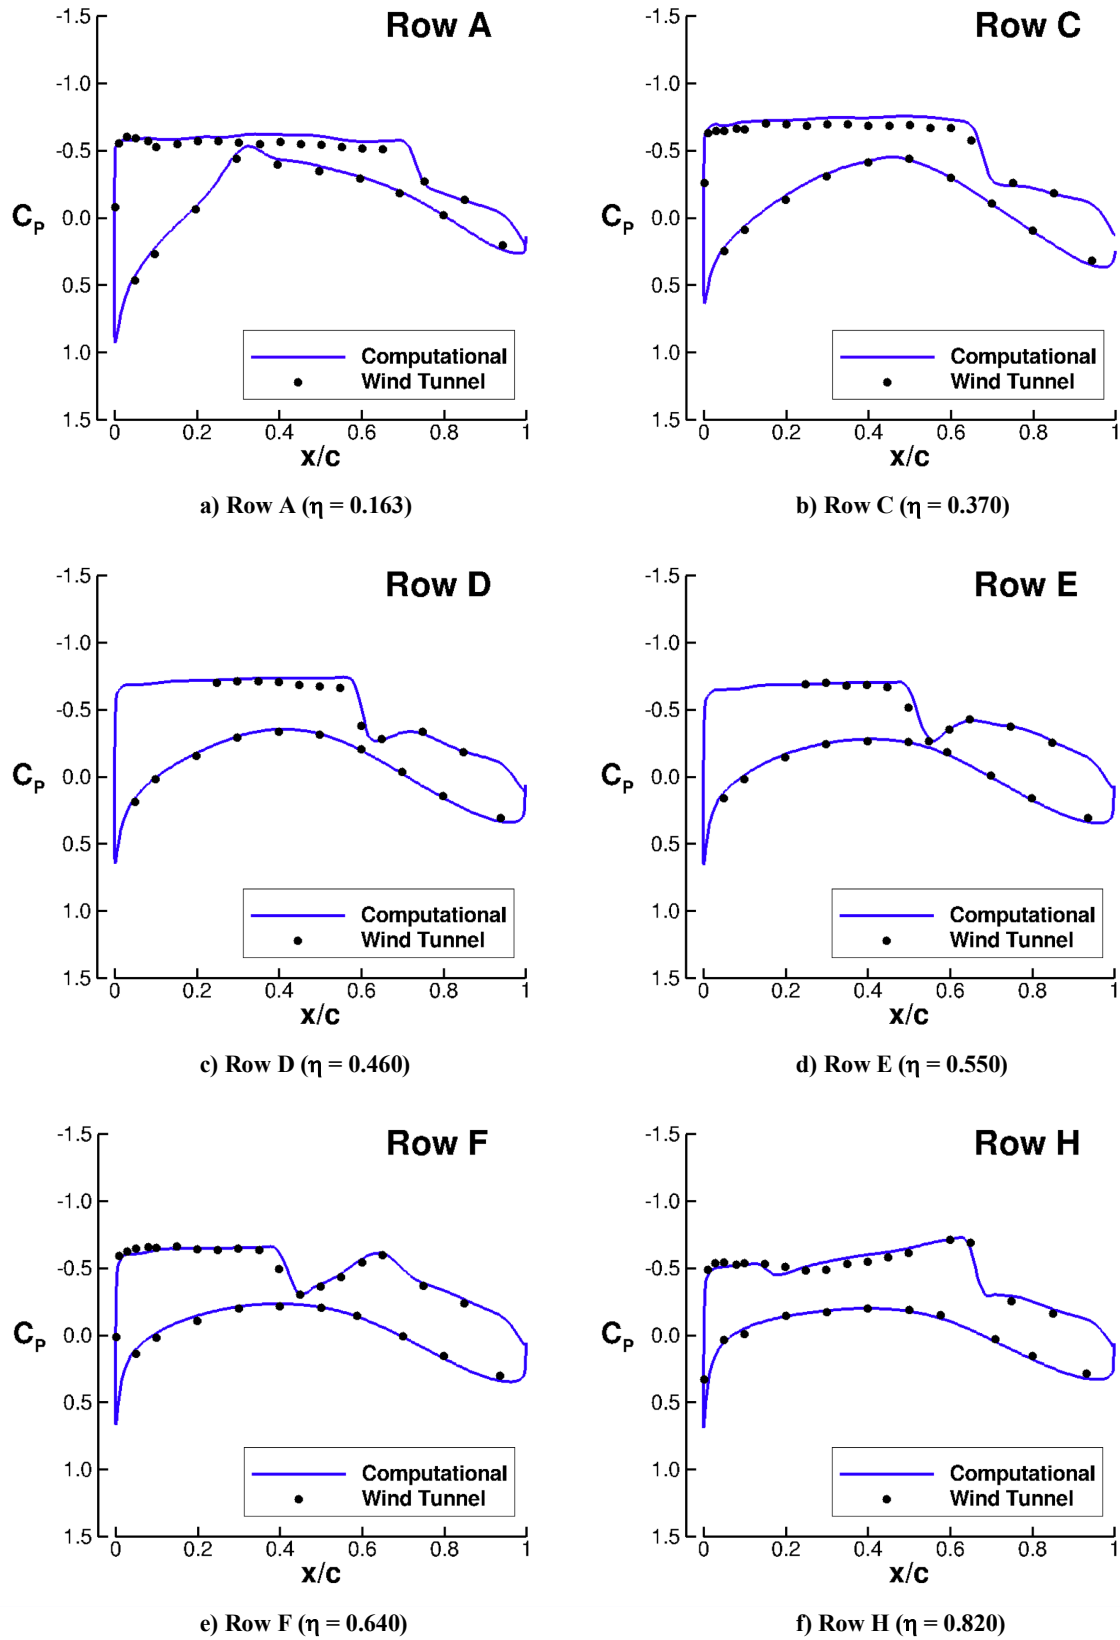 Row A
-1.5
-1.0
-0.5
0.0
0.5
1.0
1.5
C_P
0 0.2 0.4 0.6 0.8 1
x/c
Computational
Wind Tunnel
a) Row A (η = 0.163)
Row C
-1.5
-1.0
-0.5
0.0
0.5
1.0
1.5
C_P
0 0.2 0.4 0.6 0.8 1
x/c
Computational
Wind Tunnel
b) Row C (η = 0.370)
Row D
-1.5
-1.0
-0.5
0.0
0.5
1.0
1.5
C_P
0 0.2 0.4 0.6 0.8 1
x/c
Computational
Wind Tunnel
c) Row D (η = 0.460)
Row E
-1.5
-1.0
-0.5
0.0
0.5
1.0
1.5
C_P
0 0.2 0.4 0.6 0.8 1
x/c
Computational
Wind Tunnel
d) Row E (η = 0.550)
Row F
-1.5
-1.0
-0.5
0.0
0.5
1.0
1.5
C_P
0 0.2 0.4 0.6 0.8 1
x/c
Computational
Wind Tunnel
e) Row F (η = 0.640)
Row H
-1.5
-1.0
-0.5
0.0
0.5
1.0
1.5
C_P
0 0.2 0.4 0.6 0.8 1
x/c
Computational
Wind Tunnel
f) Row H (η = 0.820)